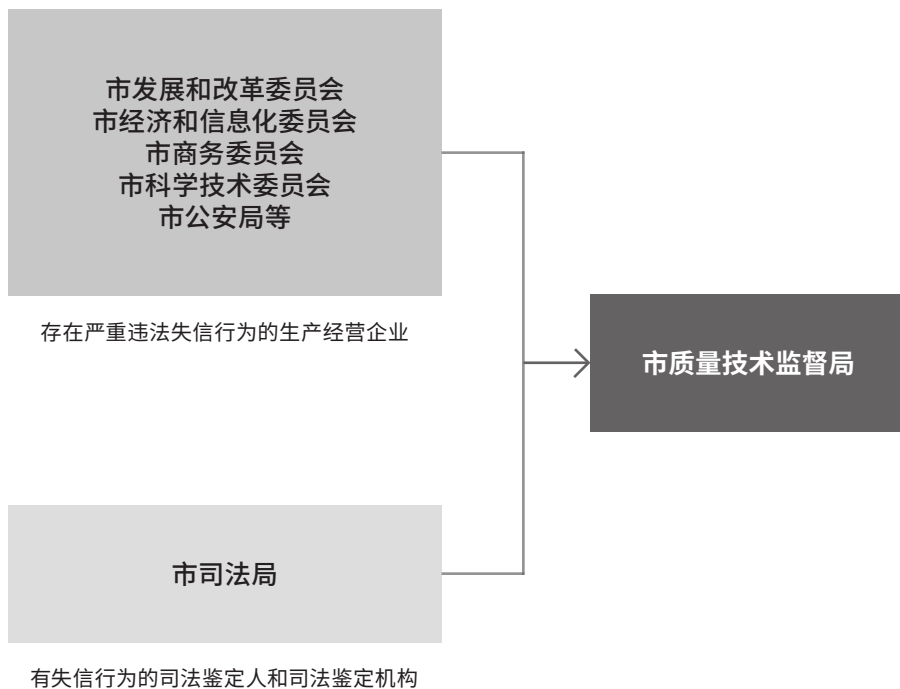 市发展和改革委员会
市经济和信息化委员会
市商务委员会
市科学技术委员会
市公安局等
存在严重违法失信行为的生产经营企业
市质量技术监督局
市司法局
有失信行为的司法鉴定人和司法鉴定机构